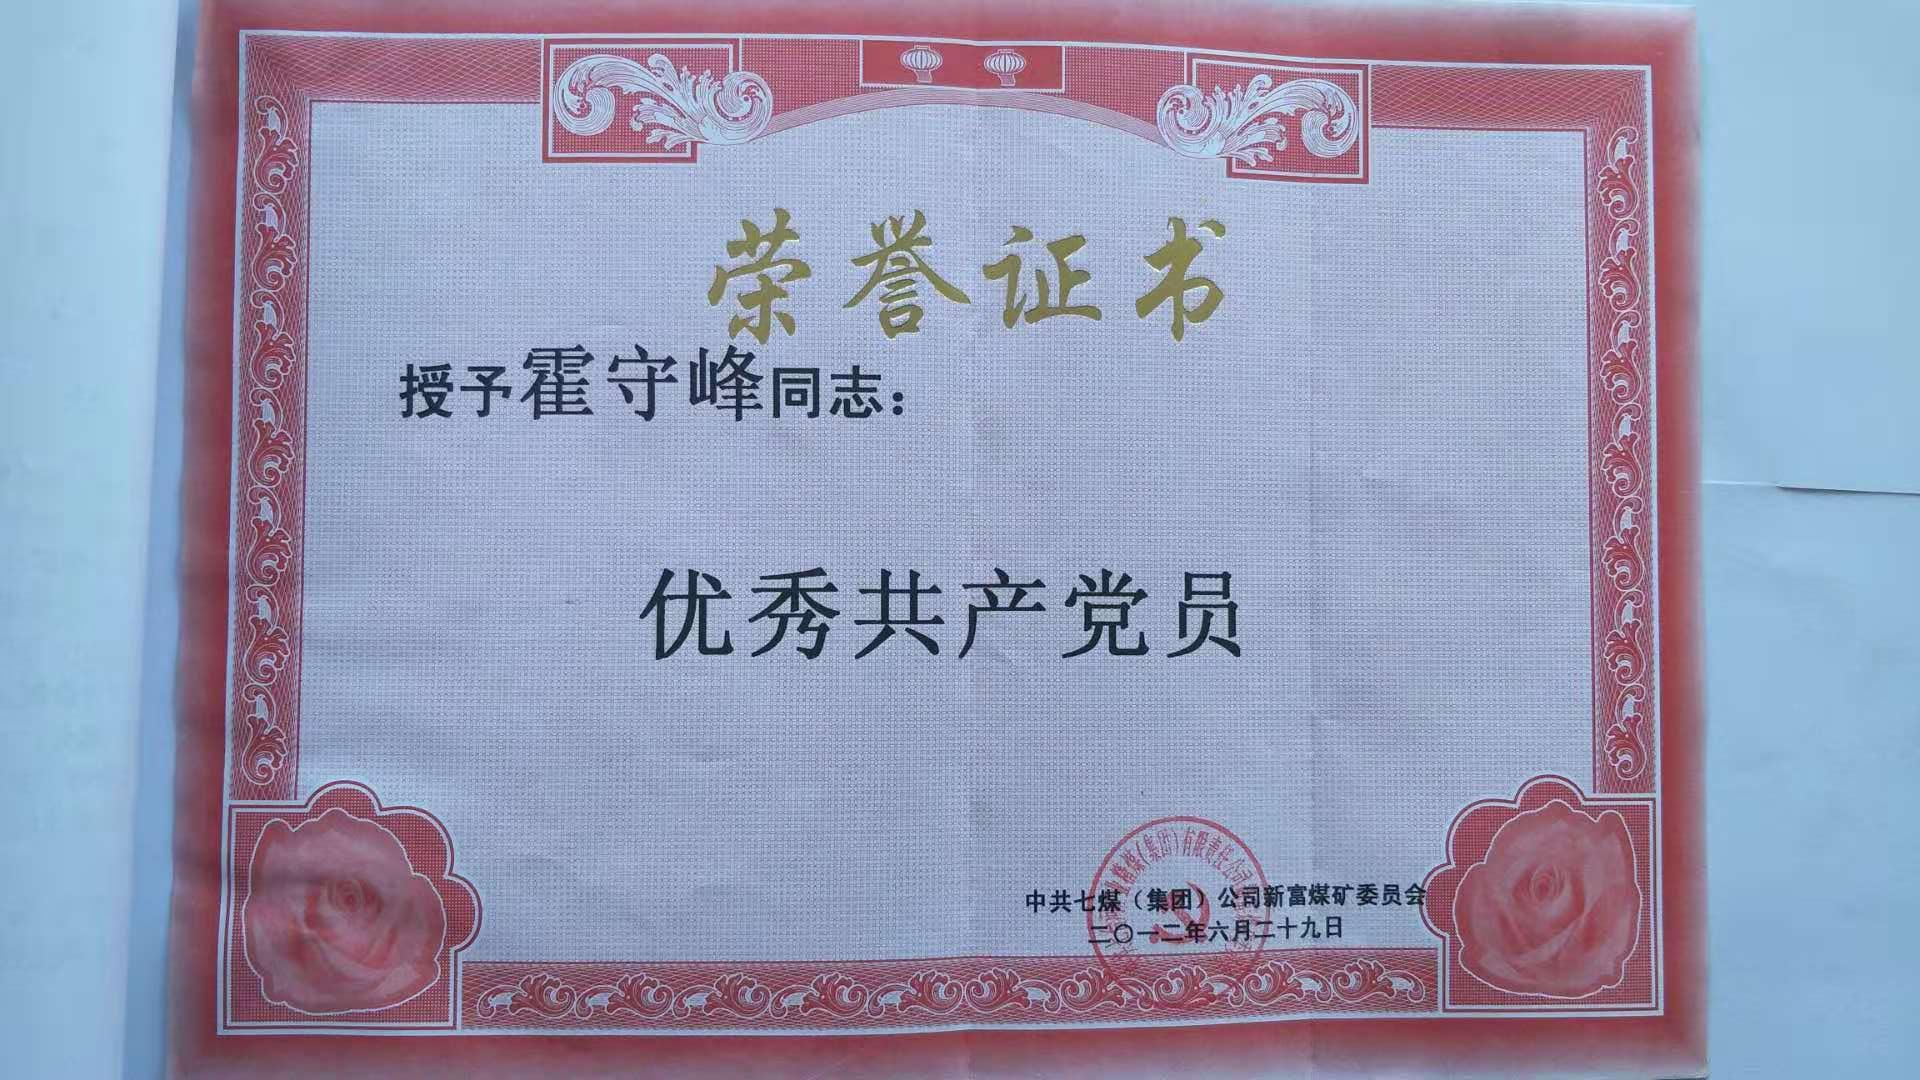 荣誉证书
授予霍守峰同志：
优秀共产党员
中共七煤（集团）公司新富煤矿委员会
二〇一二年六月二十九日